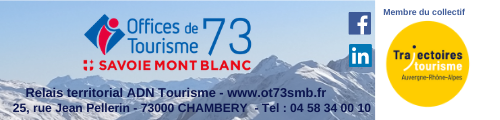 Offices de
Tourisme
73
SAVOIE MONT BLANC
Relais territorial ADN Tourisme - www.ot73smb.fr
25, rue Jean Pellerin - 73000 CHAMBERY - Tel : 04 58 34 00 10
f
in
Membre du collectif
Trajectoires
tourisme
Auvergne-Rhône-Alpes